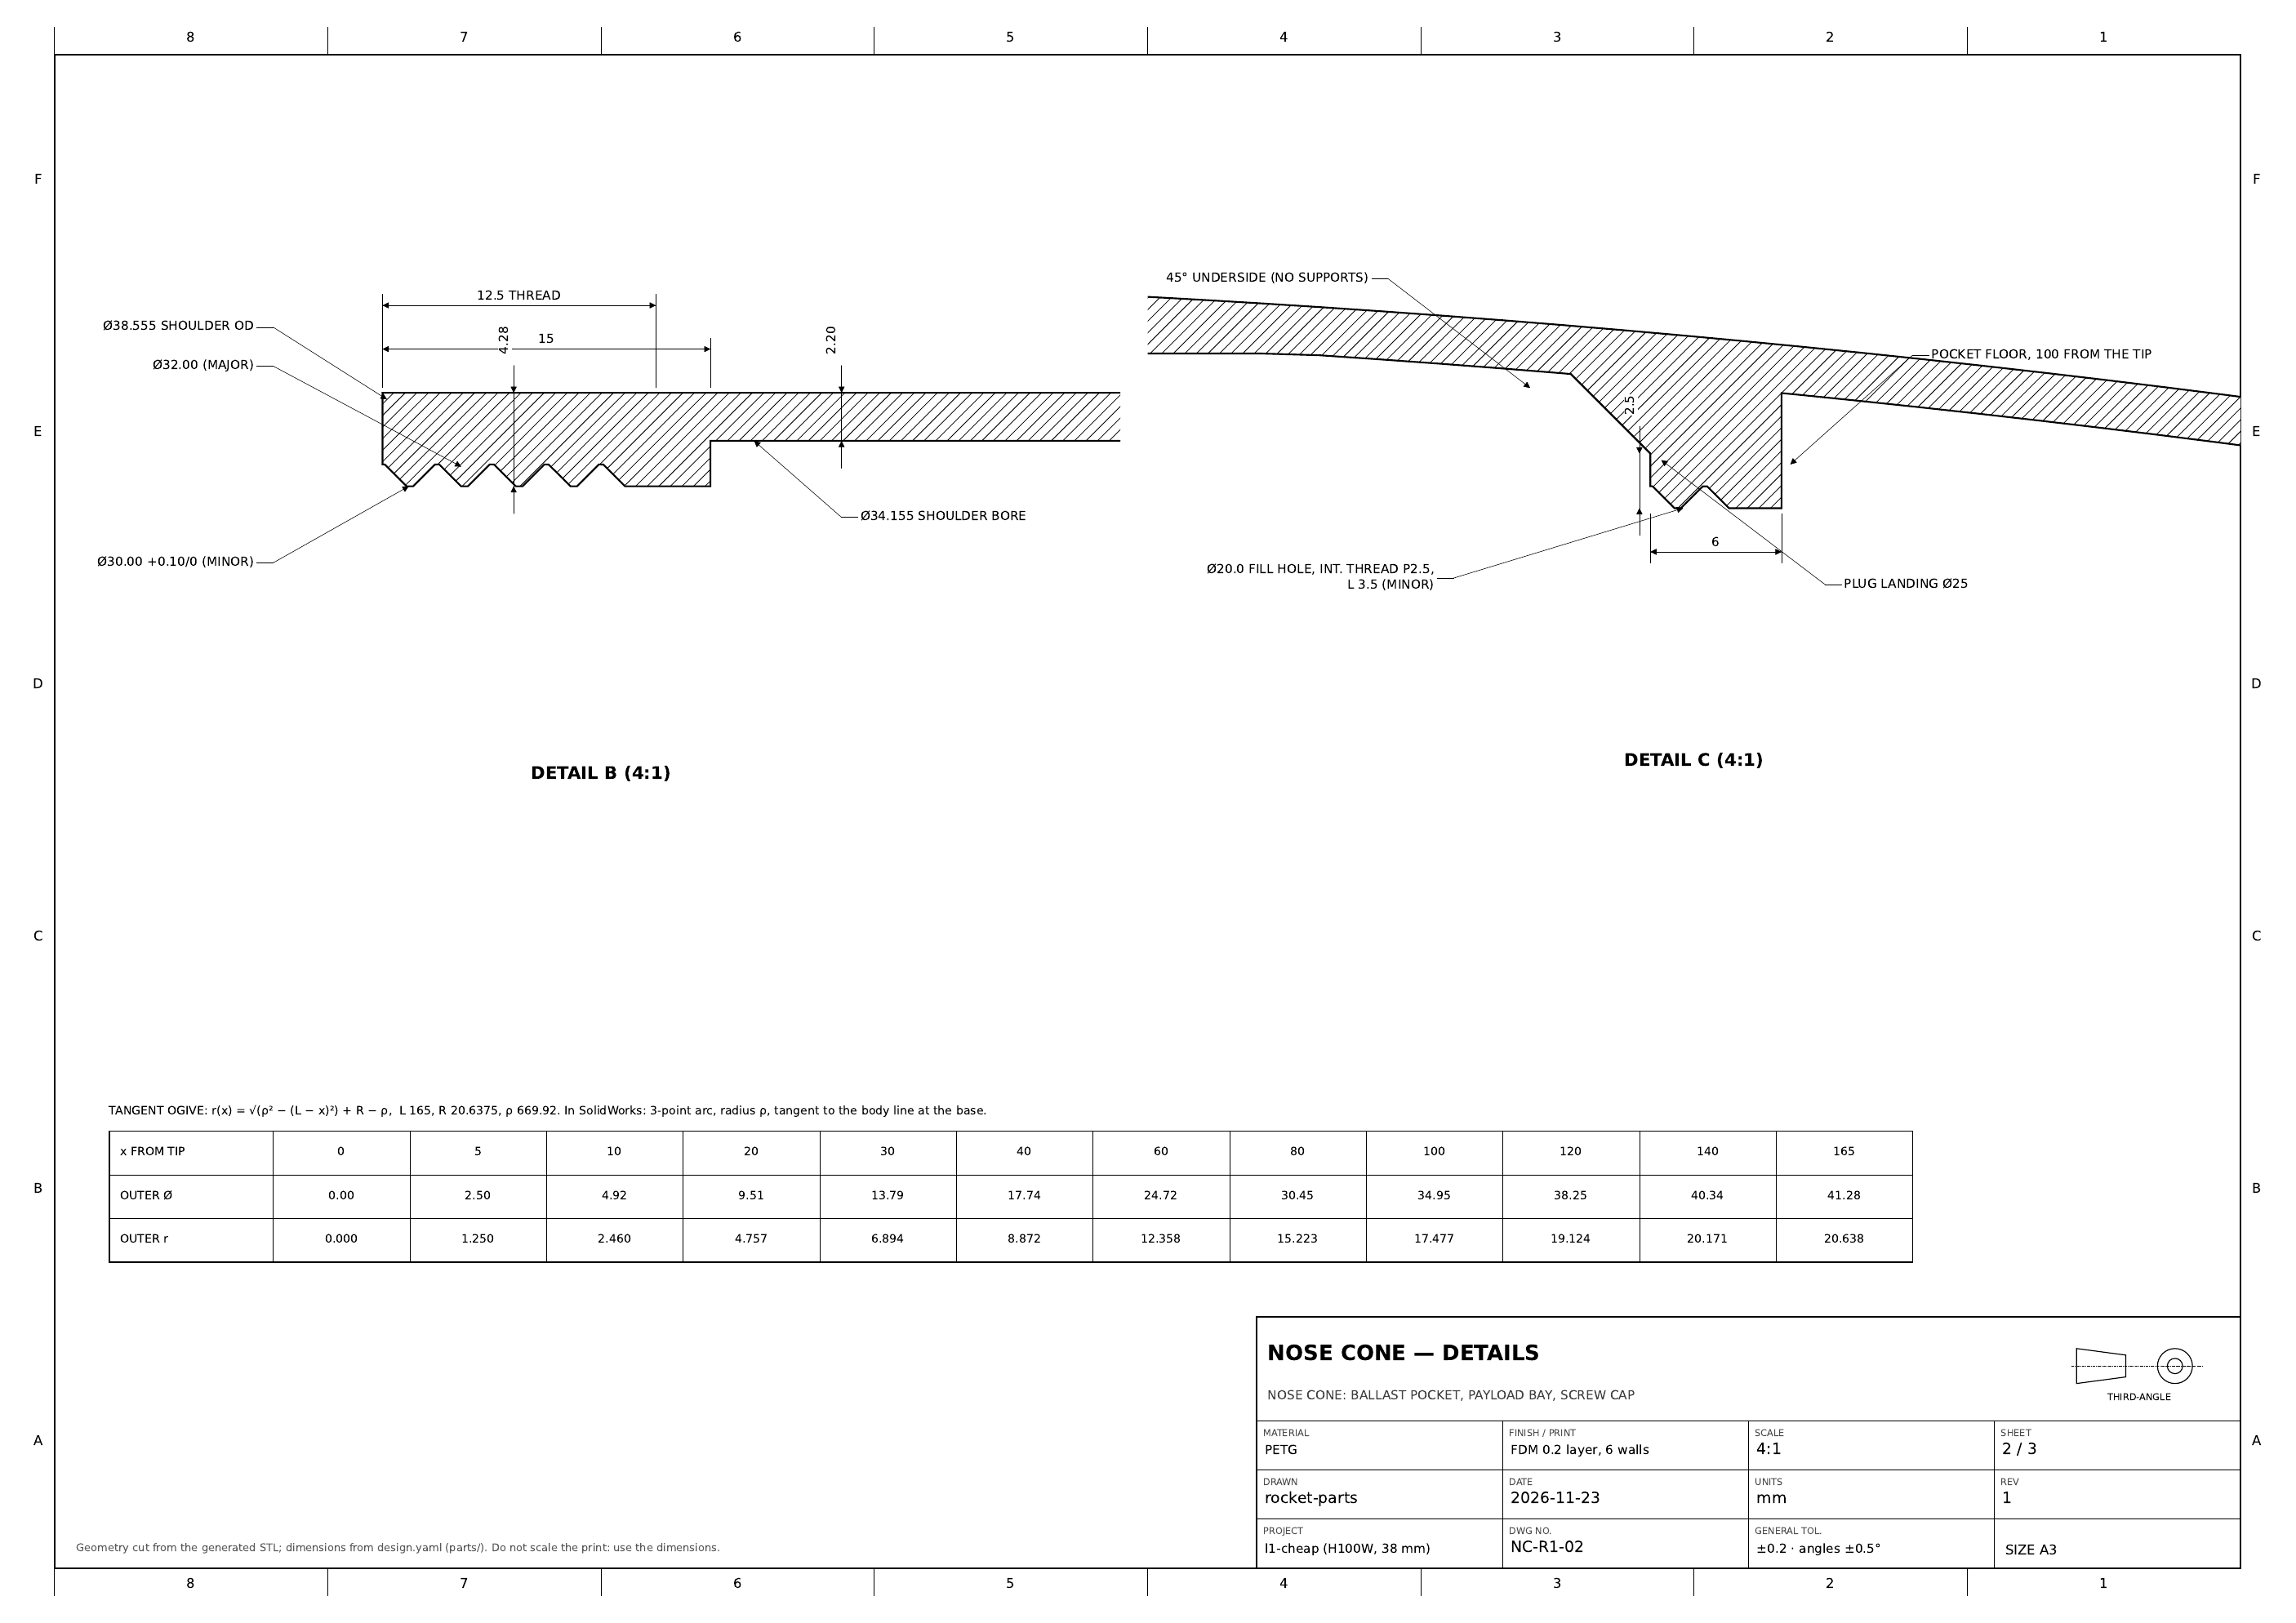 8 7 6 5 4 3 2 1
F F
E E
D D
C C
B B
A A
12.5 THREAD
15
4.28
2.20
Ø38.555 SHOULDER OD
Ø32.00 (MAJOR)
Ø30.00 +0.10/0 (MINOR)
Ø34.155 SHOULDER BORE
DETAIL B (4:1)
45° UNDERSIDE (NO SUPPORTS)
POCKET FLOOR, 100 FROM THE TIP
2.5
6
Ø20.0 FILL HOLE, INT. THREAD P2.5,
L 3.5 (MINOR)
PLUG LANDING Ø25
DETAIL C (4:1)
TANGENT OGIVE: r(x) = √(ρ² − (L − x)²) + R − ρ, L 165, R 20.6375, ρ 669.92. In SolidWorks: 3-point arc, radius ρ, tangent to the body line at the base.
x FROM TIP 0 5 10 20 30 40 60 80 100 120 140 165
OUTER Ø 0.00 2.50 4.92 9.51 13.79 17.74 24.72 30.45 34.95 38.25 40.34 41.28
OUTER r 0.000 1.250 2.460 4.757 6.894 8.872 12.358 15.223 17.477 19.124 20.171 20.638
NOSE CONE — DETAILS
NOSE CONE: BALLAST POCKET, PAYLOAD BAY, SCREW CAP
THIRD-ANGLE
MATERIAL FINISH / PRINT SCALE SHEET
PETG FDM 0.2 layer, 6 walls 4:1 2 / 3
DRAWN DATE UNITS REV
rocket-parts 2026-11-23 mm 1
PROJECT DWG NO. GENERAL TOL.
l1-cheap (H100W, 38 mm) NC-R1-02 ±0.2 · angles ±0.5° SIZE A3
Geometry cut from the generated STL; dimensions from design.yaml (parts/). Do not scale the print: use the dimensions.
8 7 6 5 4 3 2 1